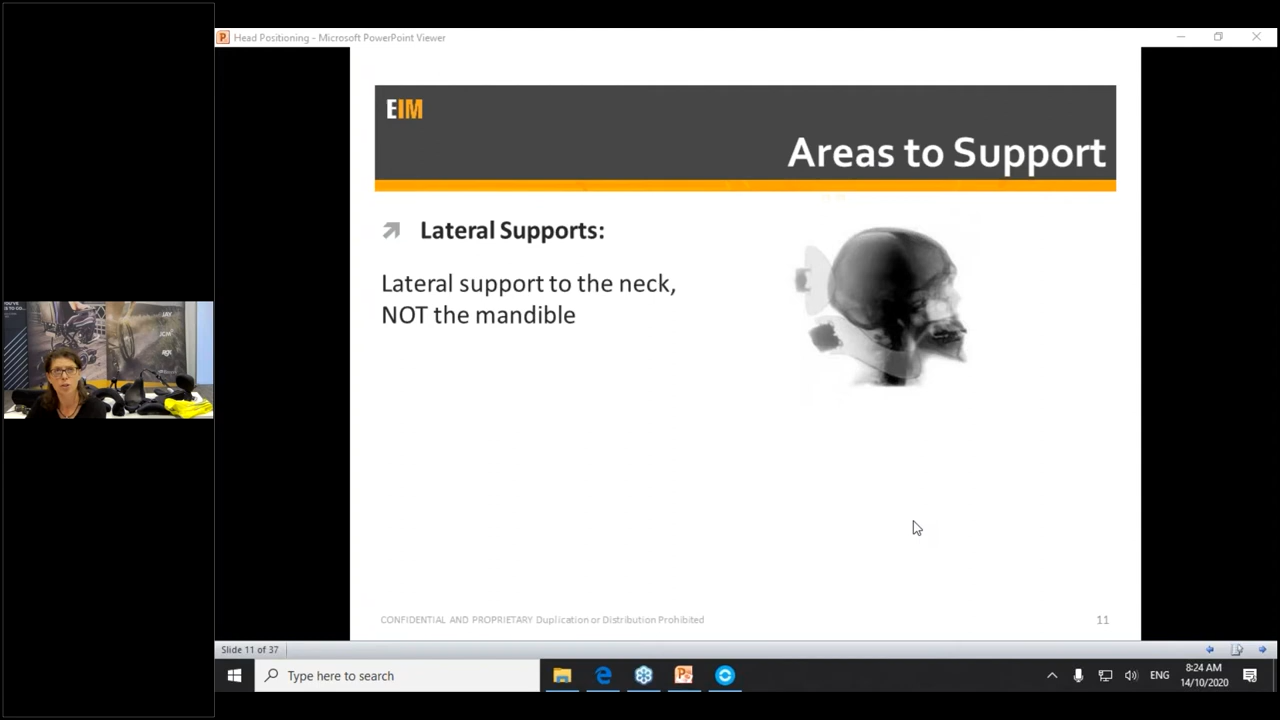 Head Positioning - Microsoft PowerPoint Viewer
EIM
Areas to Support
Lateral Supports:
Lateral support to the neck,
NOT the mandible
CONFIDENTIAL AND PROPRIETARY Duplication or Distribution Prohibited
11
Slide 11 of 37
Type here to search
ENG
8:24 AM
14/10/2020